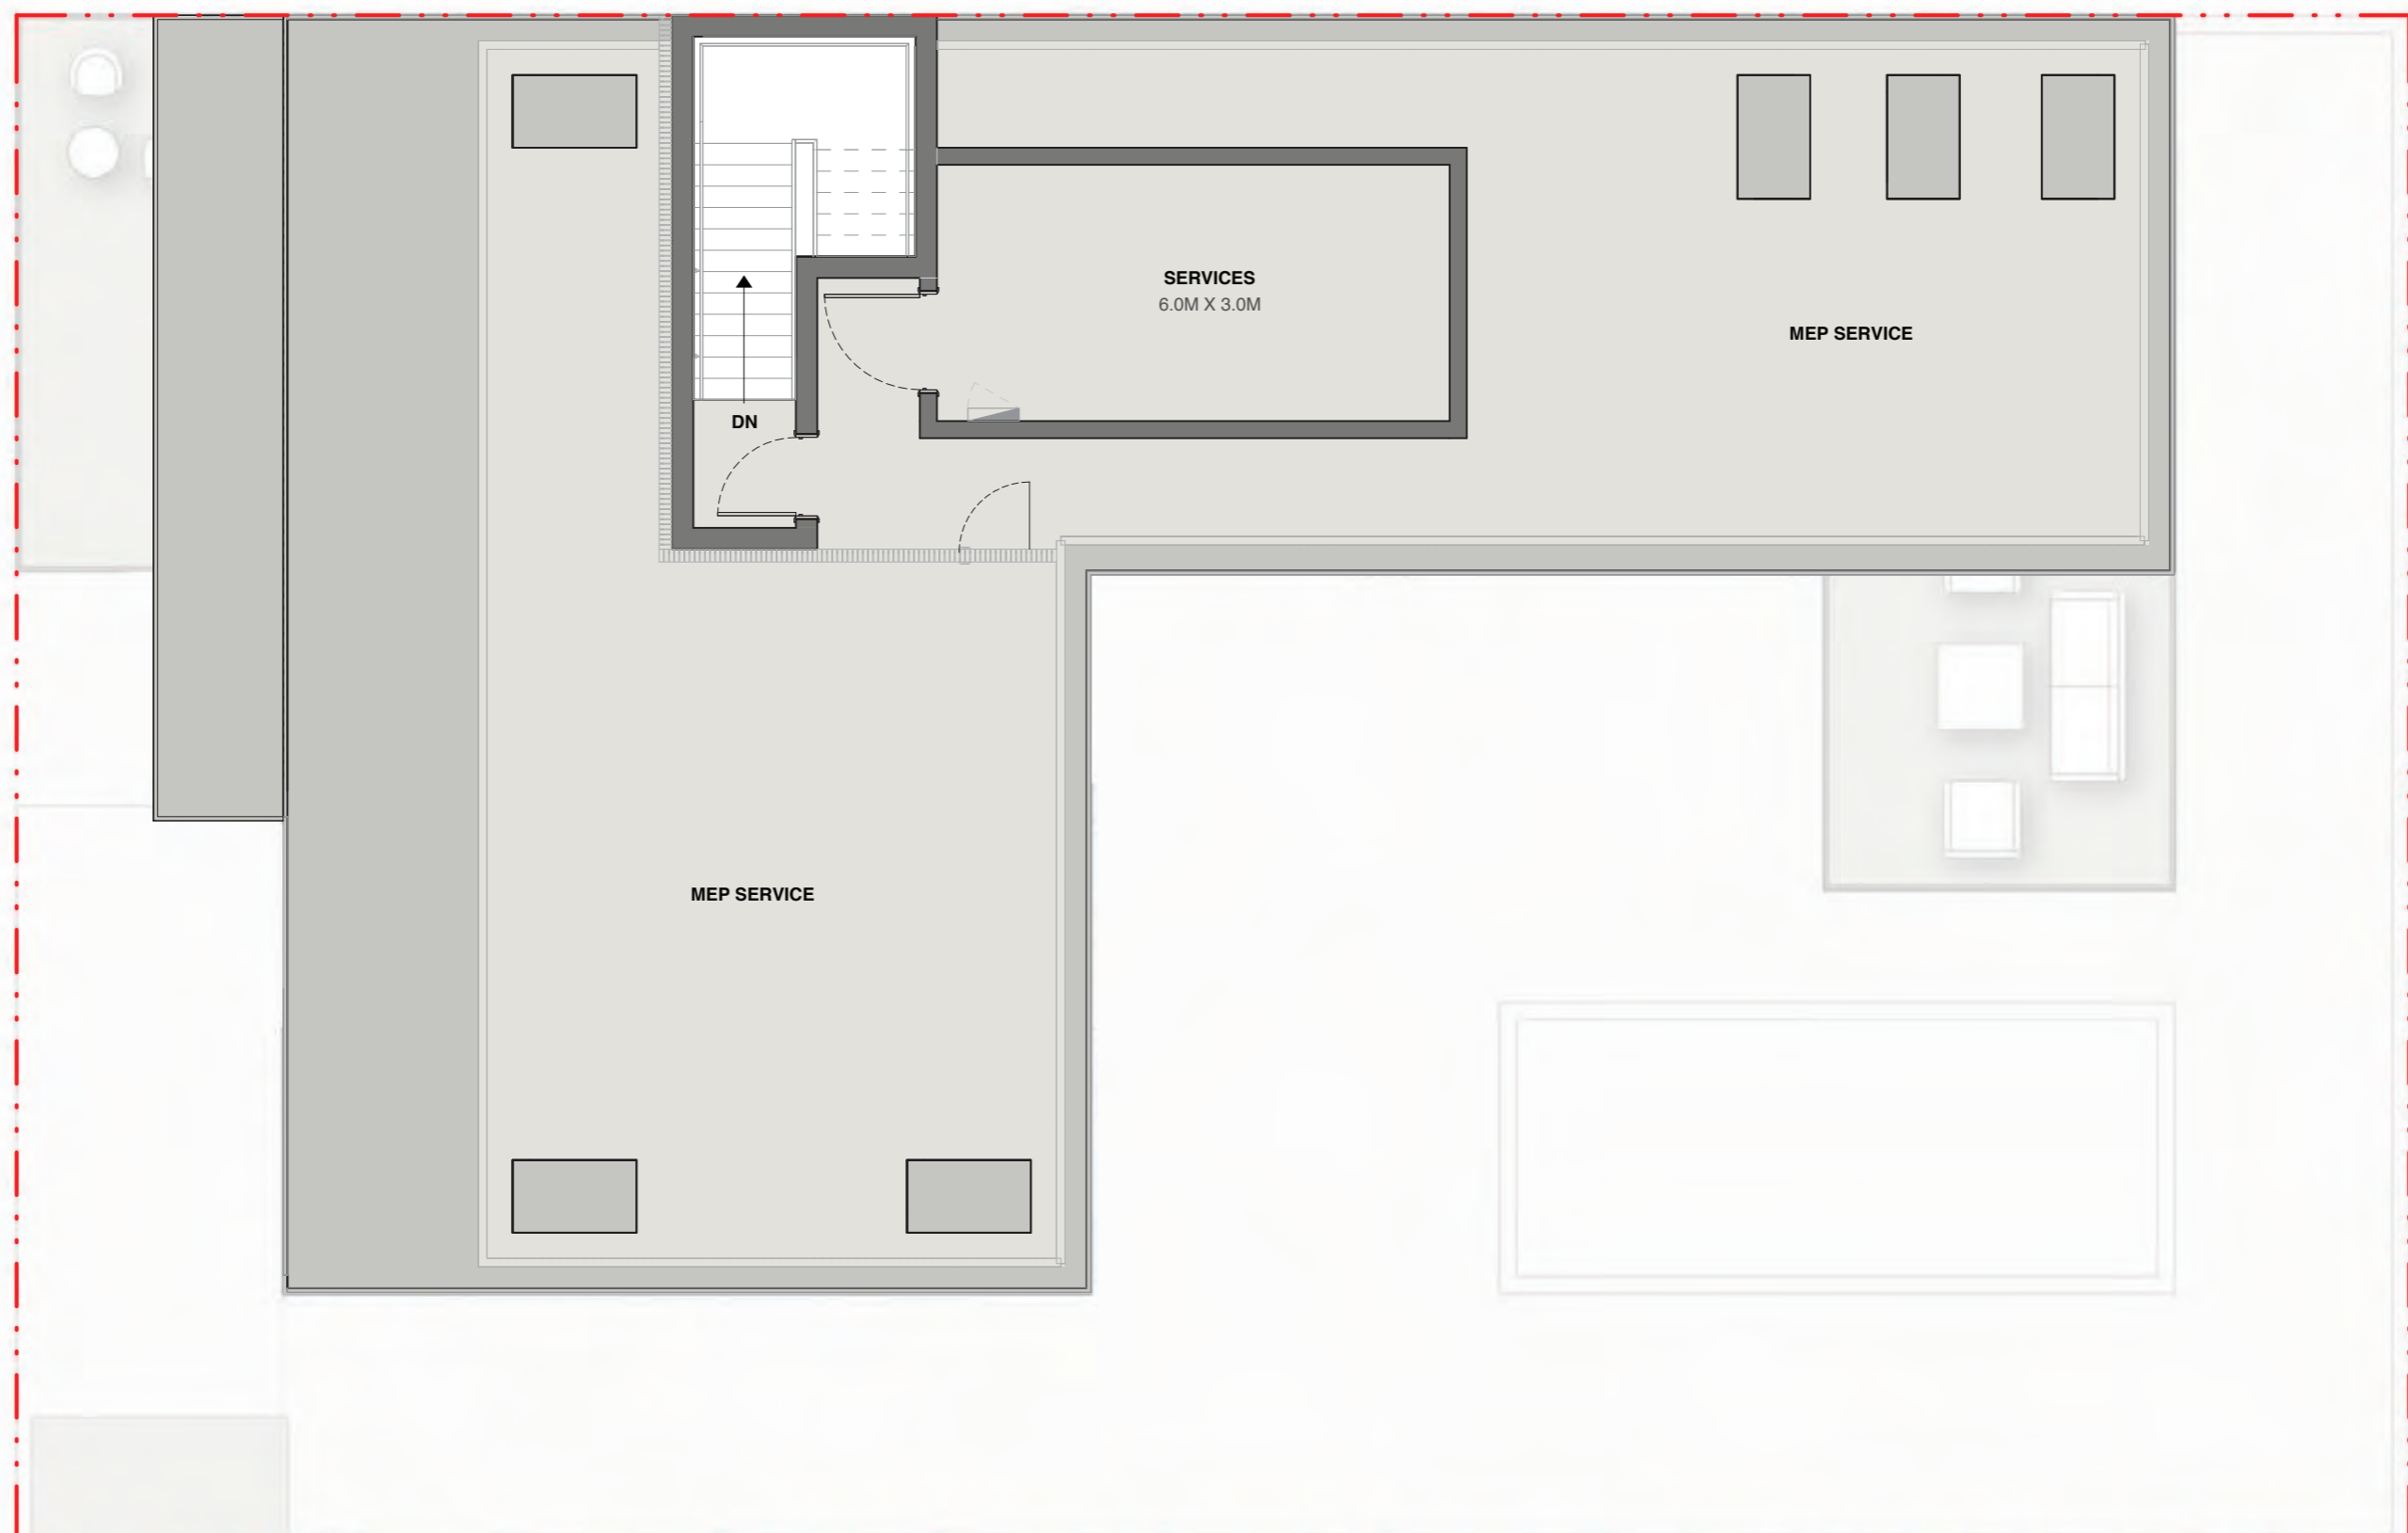 SERVICES
6.0M X 3.0M
MEP SERVICE
DN
MEP SERVICE